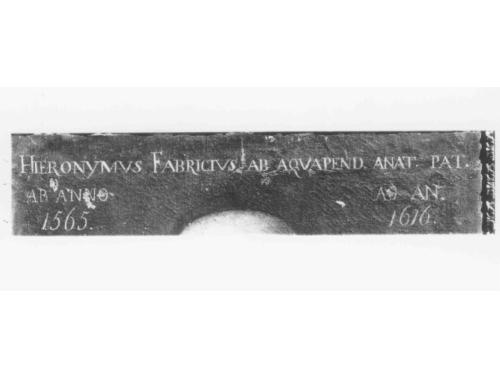 HIERONYMVS FABRICIVS AB AQVAPEND. ANAT. PAT.
AB ANNO AD AN.
1565. 1616.